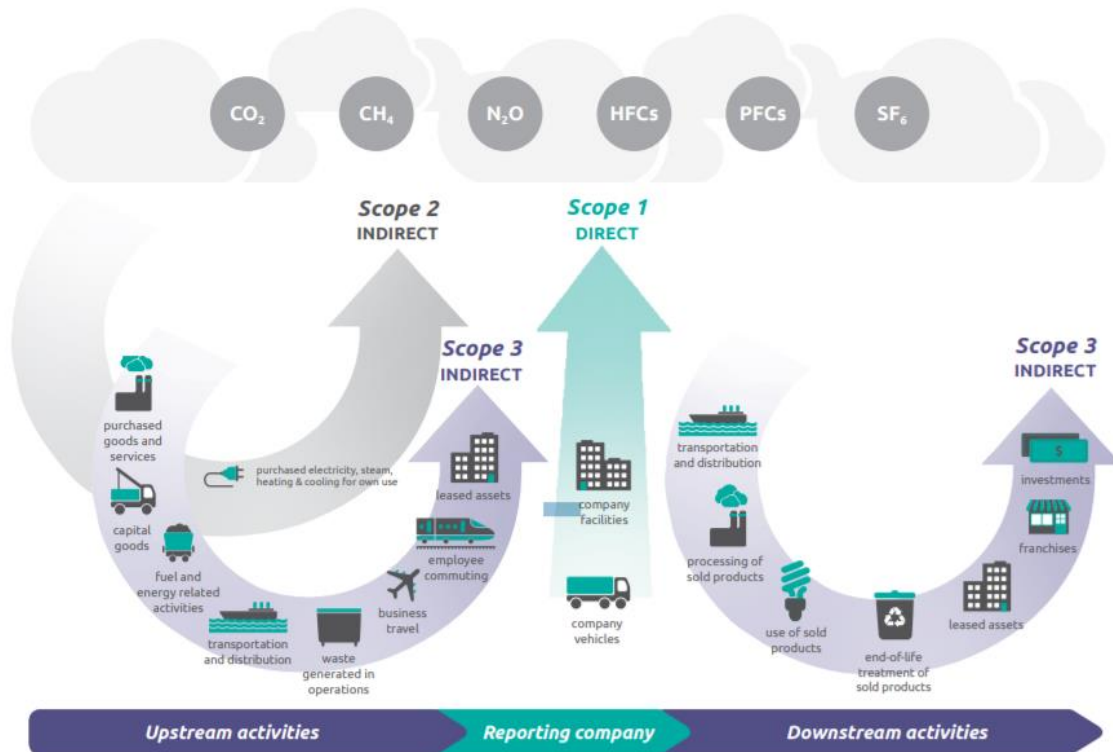 CO₂
CH₄
N₂O
HFCs
PFCs
SF₆
Scope 2
INDIRECT
Scope 1
DIRECT
Scope 3
INDIRECT
Scope 3
INDIRECT
purchased
goods and
services
capital
goods
fuel and
energy related
activities
transportation
and distribution
waste
generated in
operations
business
travel
employee
commuting
leased assets
purchased electricity, steam,
heating & cooling for own use
company
facilities
company
vehicles
transportation
and distribution
processing of
sold products
use of sold
products
end-of-life
treatment of
sold products
leased assets
franchises
$
investments
Upstream activities
Reporting company
Downstream activities